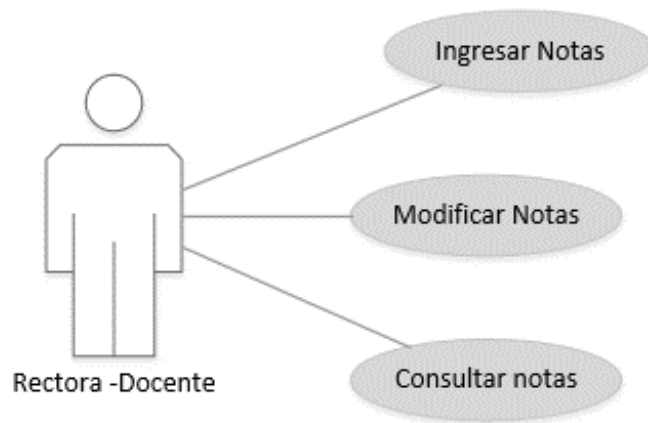 Ingresar Notas
Modificar Notas
Rectora -Docente
Consultar notas